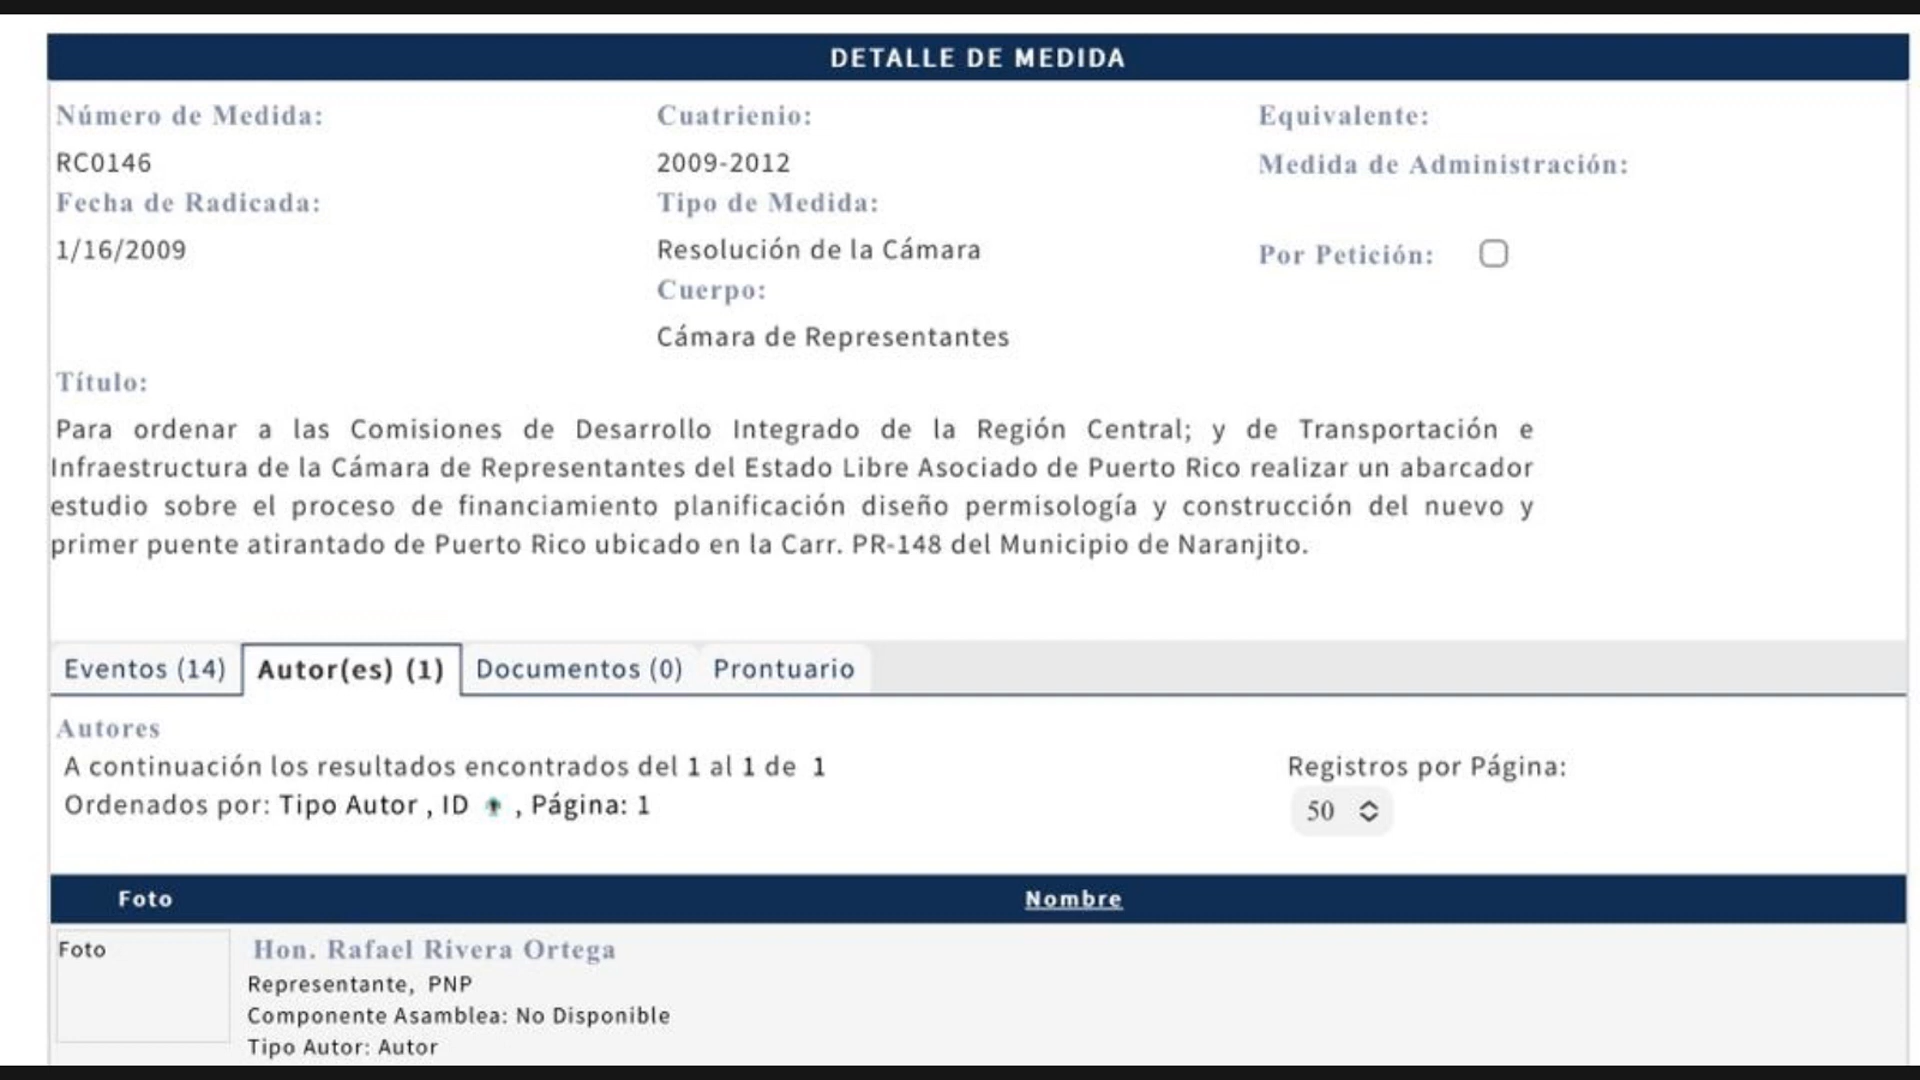 DETALLE DE MEDIDA
Número de Medida:
RC0146
Fecha de Radicada:
1/16/2009
Cuatrienio:
2009-2012
Tipo de Medida:
Resolución de la Cámara
Cuerpo:
Cámara de Representantes
Equivalente:
Medida de Administración:
Por Petición:
Título:
Para ordenar a las Comisiones de Desarrollo Integrado de la Región Central; y de Transportación e
Infraestructura de la Cámara de Representantes del Estado Libre Asociado de Puerto Rico realizar un abarcador
estudio sobre el proceso de financiamiento planificación diseño permisología y construcción del nuevo y
primer puente atirantado de Puerto Rico ubicado en la Carr. PR-148 del Municipio de Naranjito.
Eventos (14) Autor(es) (1) Documentos (0) Prontuario
Autores
A continuación los resultados encontrados del 1 al 1 de 1
Ordenados por: Tipo Autor , ID , Página: 1
Registros por Página:
50
Foto Nombre
Foto
Hon. Rafael Rivera Ortega
Representante, PNP
Componente Asamblea: No Disponible
Tipo Autor: Autor